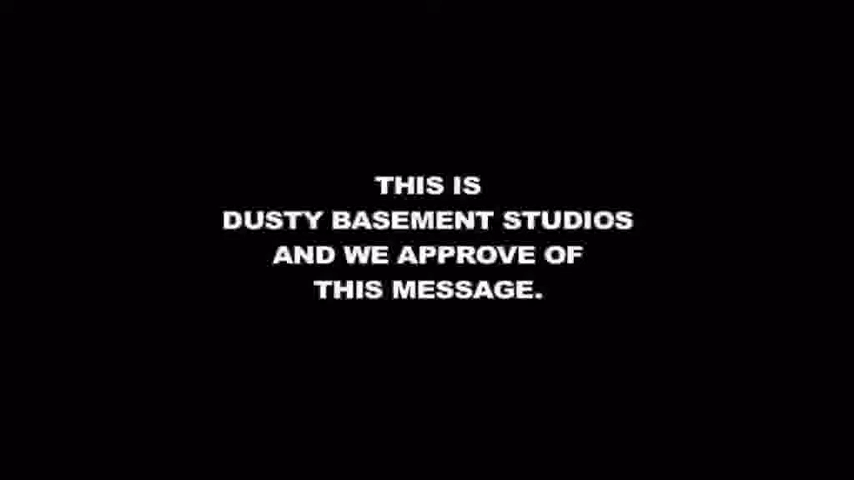 THIS IS
DUSTY BASEMENT STUDIOS
AND WE APPROVE OF
THIS MESSAGE.